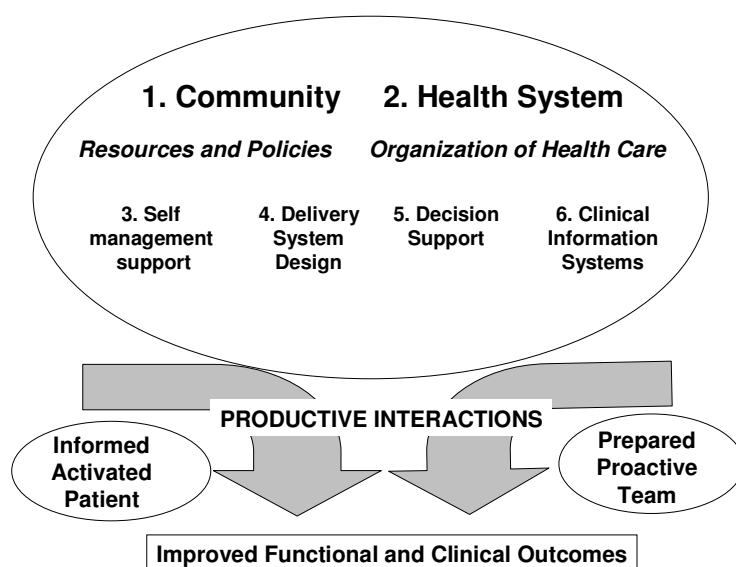 1. Community 2. Health System
Resources and Policies Organization of Health Care
3. Self
management
support
4. Delivery
System
Design
5. Decision
Support
6. Clinical
Information
Systems
PRODUCTIVE INTERACTIONS
Informed
Activated
Patient
Prepared
Proactive
Team
Improved Functional and Clinical Outcomes